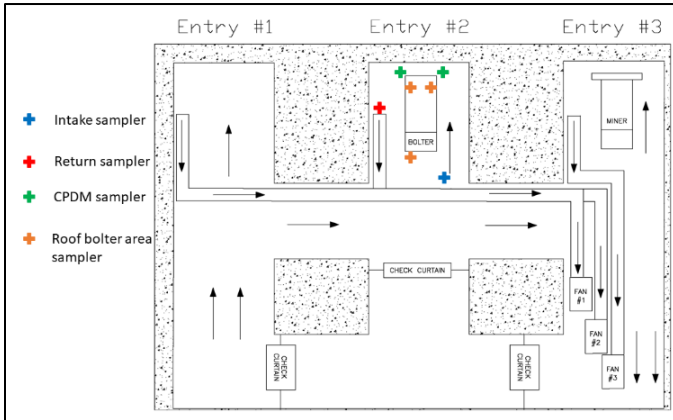 Entry #1
Entry #2
Entry #3
Intake sampler
Return sampler
CPDM sampler
Roof bolter area
sampler
BOLTER
MINER
CHECK CURTAIN
FAN
#1
FAN
#2
FAN
#3
CHECK
CURTAIN
CHECK
CURTAIN